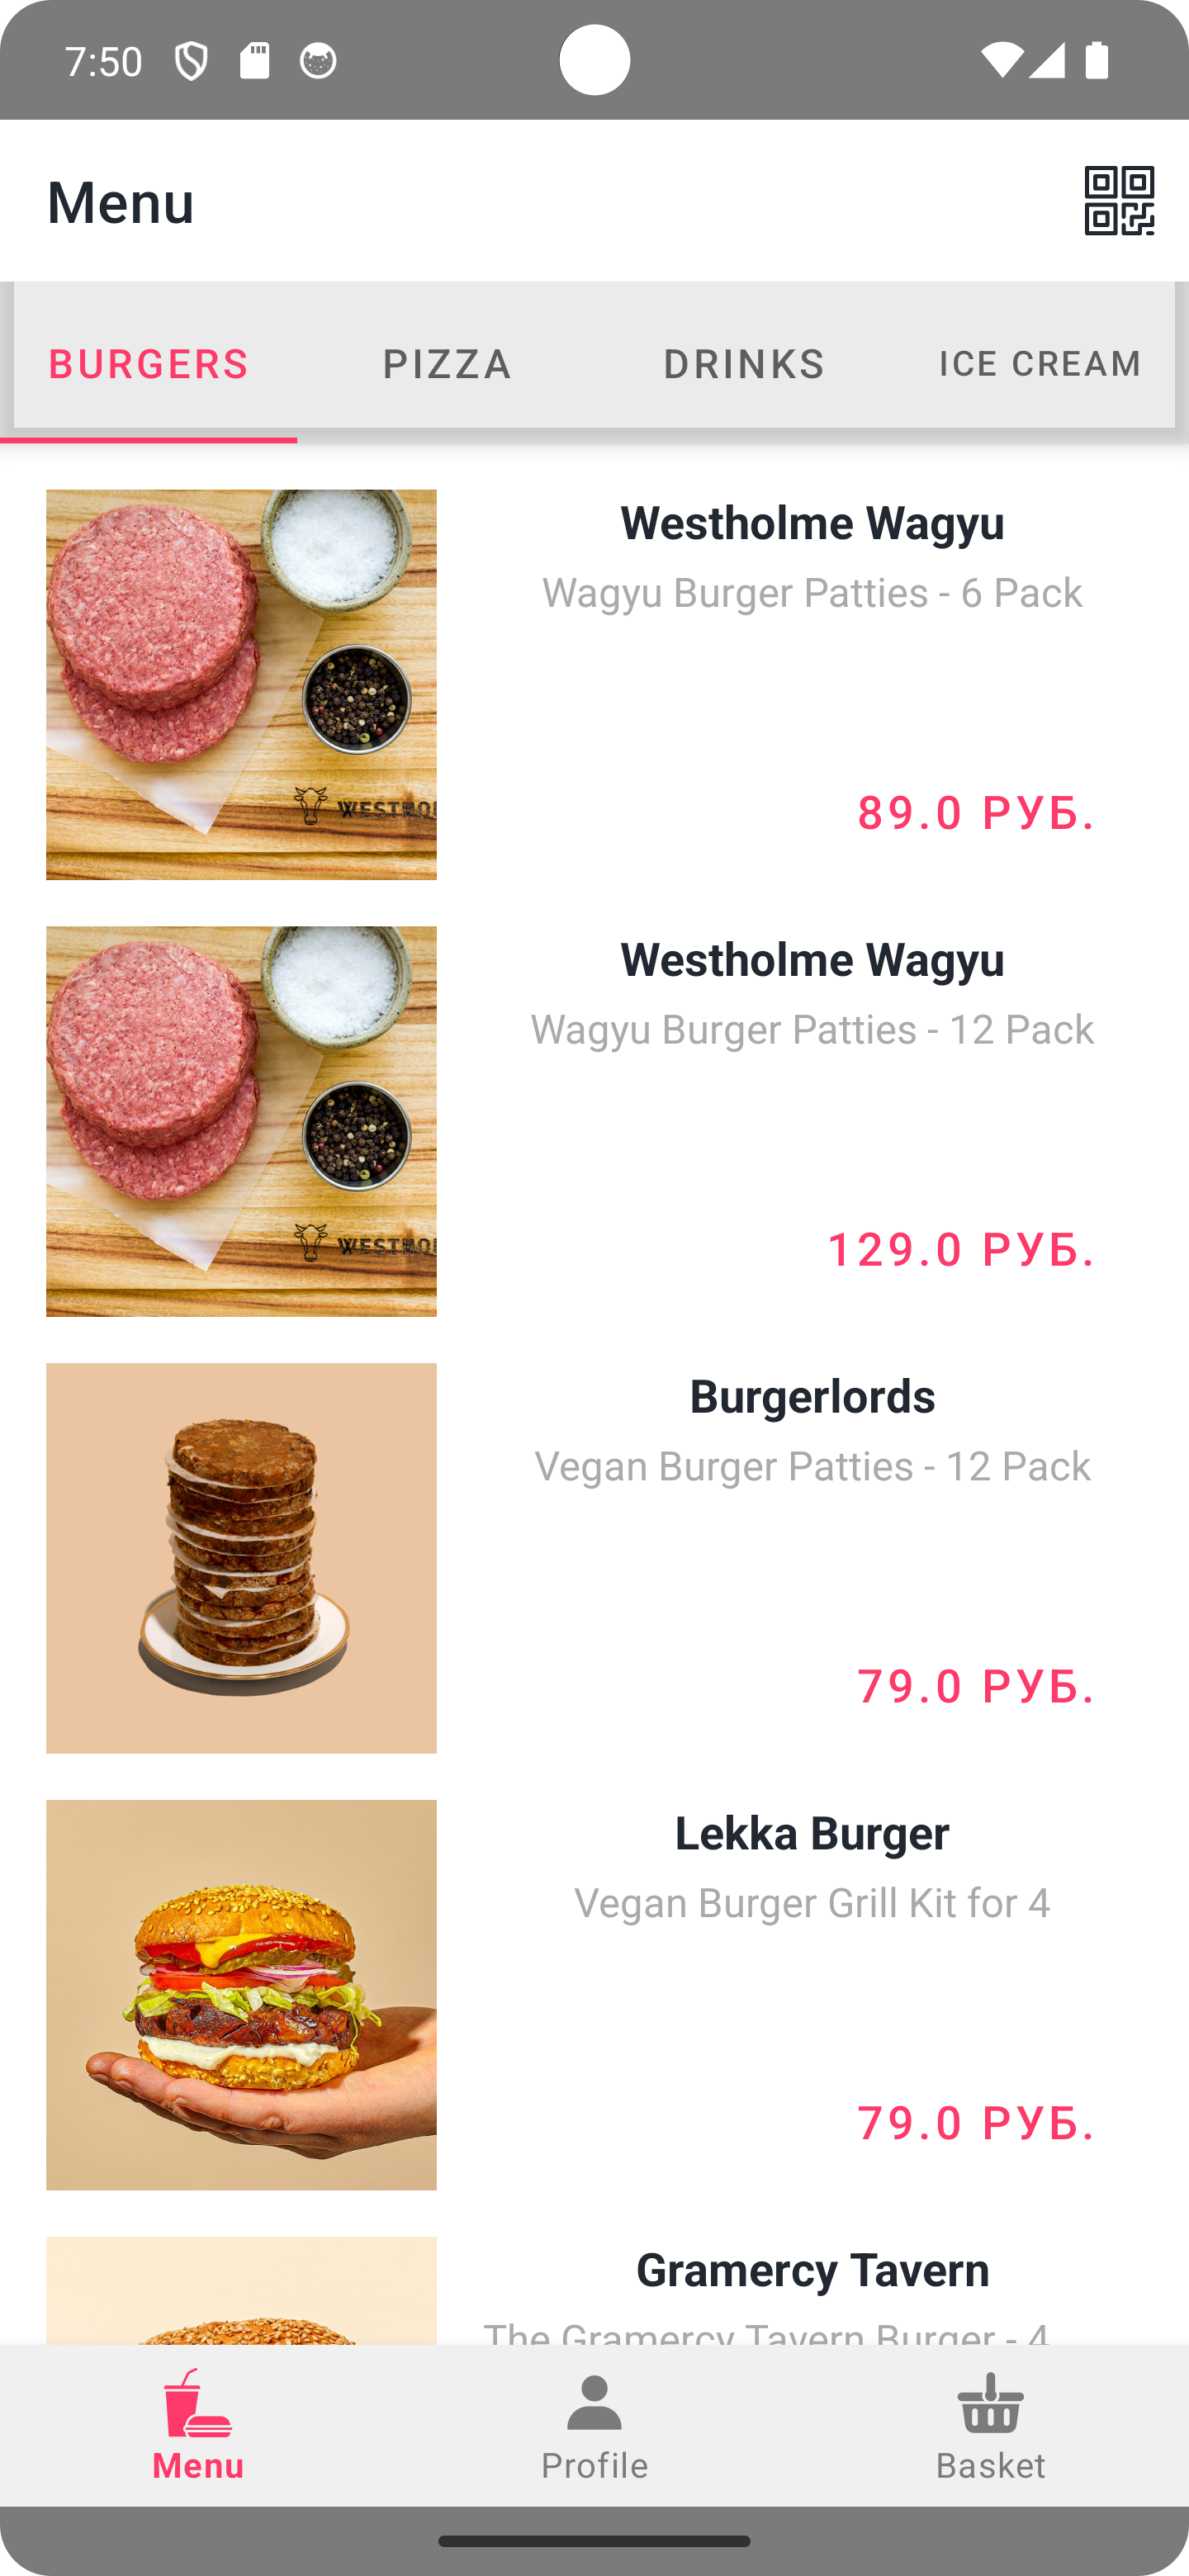 7:50
Menu
BURGERS
PIZZA
DRINKS
ICE CREAM
Westholme Wagyu
Wagyu Burger Patties - 6 Pack
89.0 РУБ.
Westholme Wagyu
Wagyu Burger Patties - 12 Pack
129.0 РУБ.
Burgerlords
Vegan Burger Patties - 12 Pack
79.0 РУБ.
Lekka Burger
Vegan Burger Grill Kit for 4
79.0 РУБ.
Gramercy Tavern
The Gramercy Tavern Burger - 4
Menu
Profile
Basket